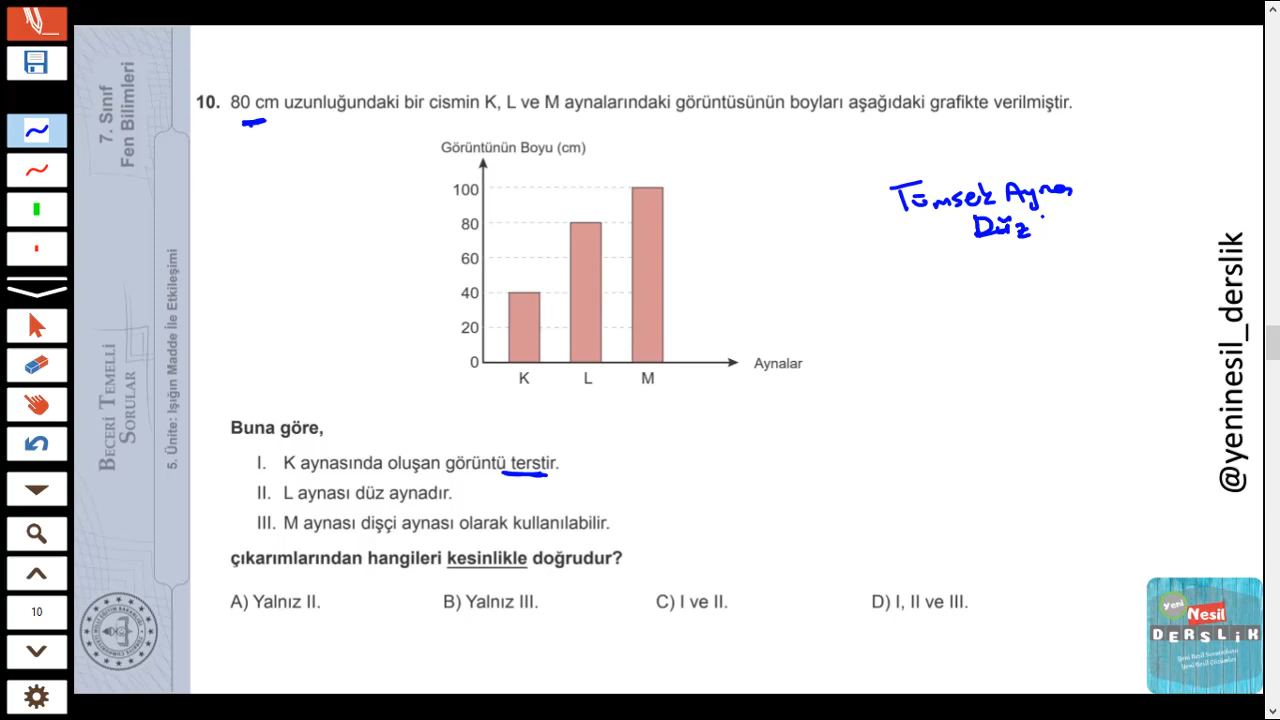 7. Sınıf
Fen Bilimleri
BECERİ TEMELLİ
SORULAR
5. Ünite: Işığın Madde İle Etkileşimi
10. 80 cm uzunluğundaki bir cismin K, L ve M aynalarındaki görüntüsünün boyları aşağıdaki grafikte verilmiştir.
Görüntünün Boyu (cm)
100
80
60
40
20
0
K L M
Aynalar
Tümsek Ayna
Düz
Buna göre,
I. K aynasında oluşan görüntü terstir.
II. L aynası düz aynadır.
III. M aynası dişçi aynası olarak kullanılabilir.
çıkarımlarından hangileri kesinlikle doğrudur?
A) Yalnız II. B) Yalnız III. C) I ve II. D) I, II ve III.
@yeninesil_derslik
Yeni
Nesil
DERSLiK
10